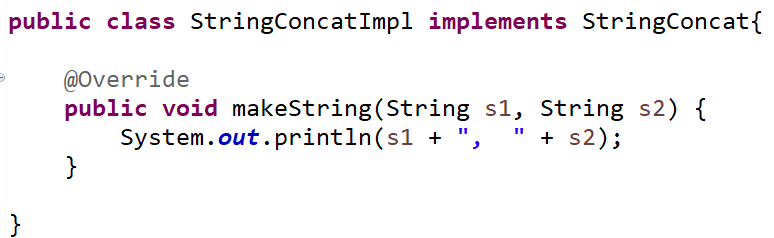 public class StringConcatImpl implements StringConcat{
@Override
public void makeString(String s1, String s2) {
System.out.println(s1 + ",  " + s2);
}
}